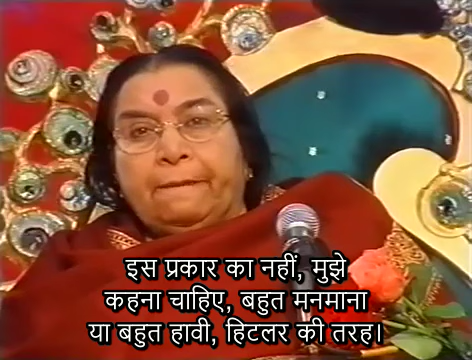 इस प्रकार का नहीं, मुझे
कहना चाहिए, बहुत मनमाना
या बहुत हावी, हिटलर की तरह।